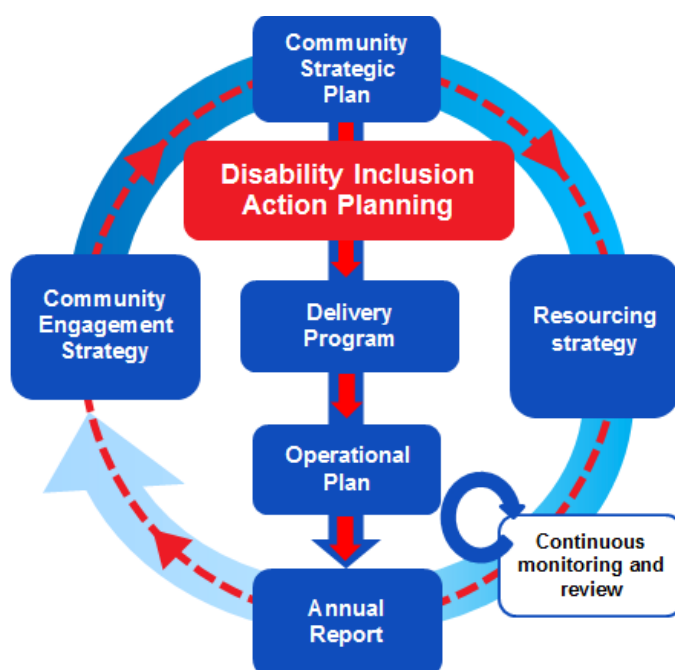 Community
Strategic
Plan
Disability Inclusion
Action Planning
Community
Engagement
Strategy
Delivery
Program
Resourcing
strategy
Operational
Plan
Continuous
monitoring and
review
Annual
Report